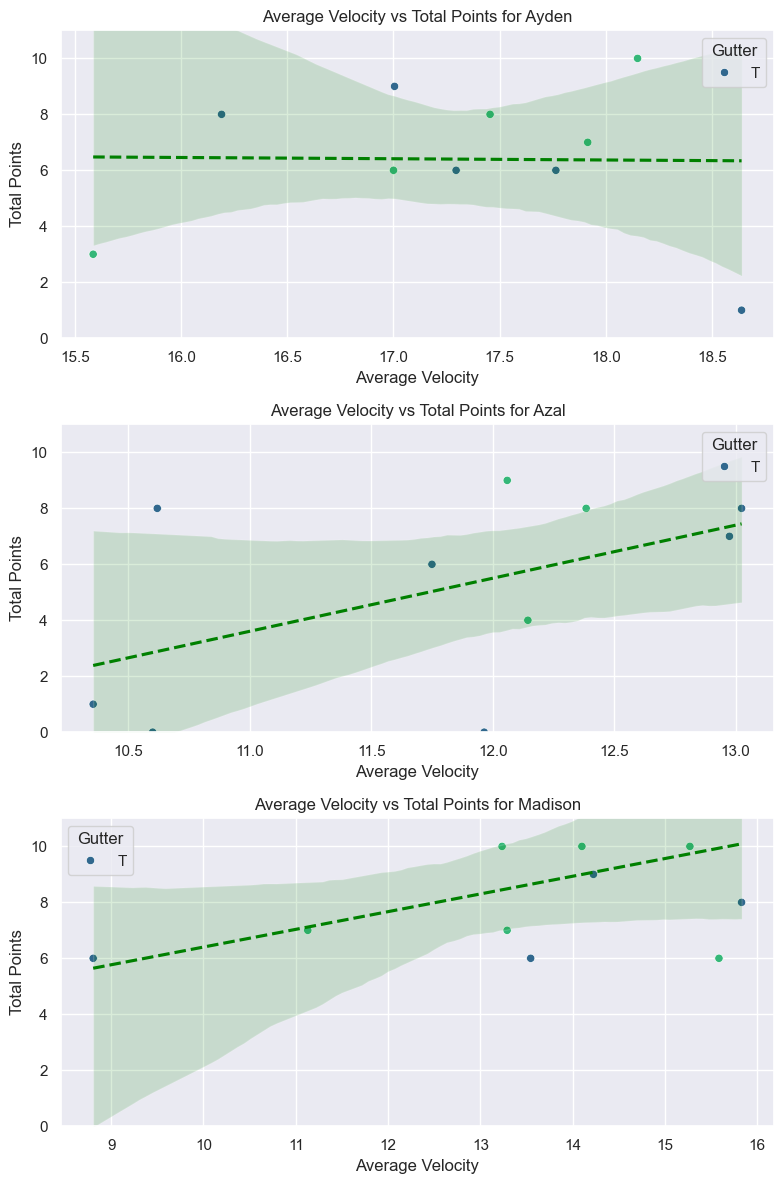 Average Velocity vs Total Points for Ayden
Gutter
T
10
8
6
4
2
0
Total Points
15.5 16.0 16.5 17.0 17.5 18.0 18.5
Average Velocity
Average Velocity vs Total Points for Azal
Gutter
T
10
8
6
4
2
0
Total Points
10.5 11.0 11.5 12.0 12.5 13.0
Average Velocity
Average Velocity vs Total Points for Madison
Gutter
T
10
8
6
4
2
0
Total Points
9 10 11 12 13 14 15 16
Average Velocity